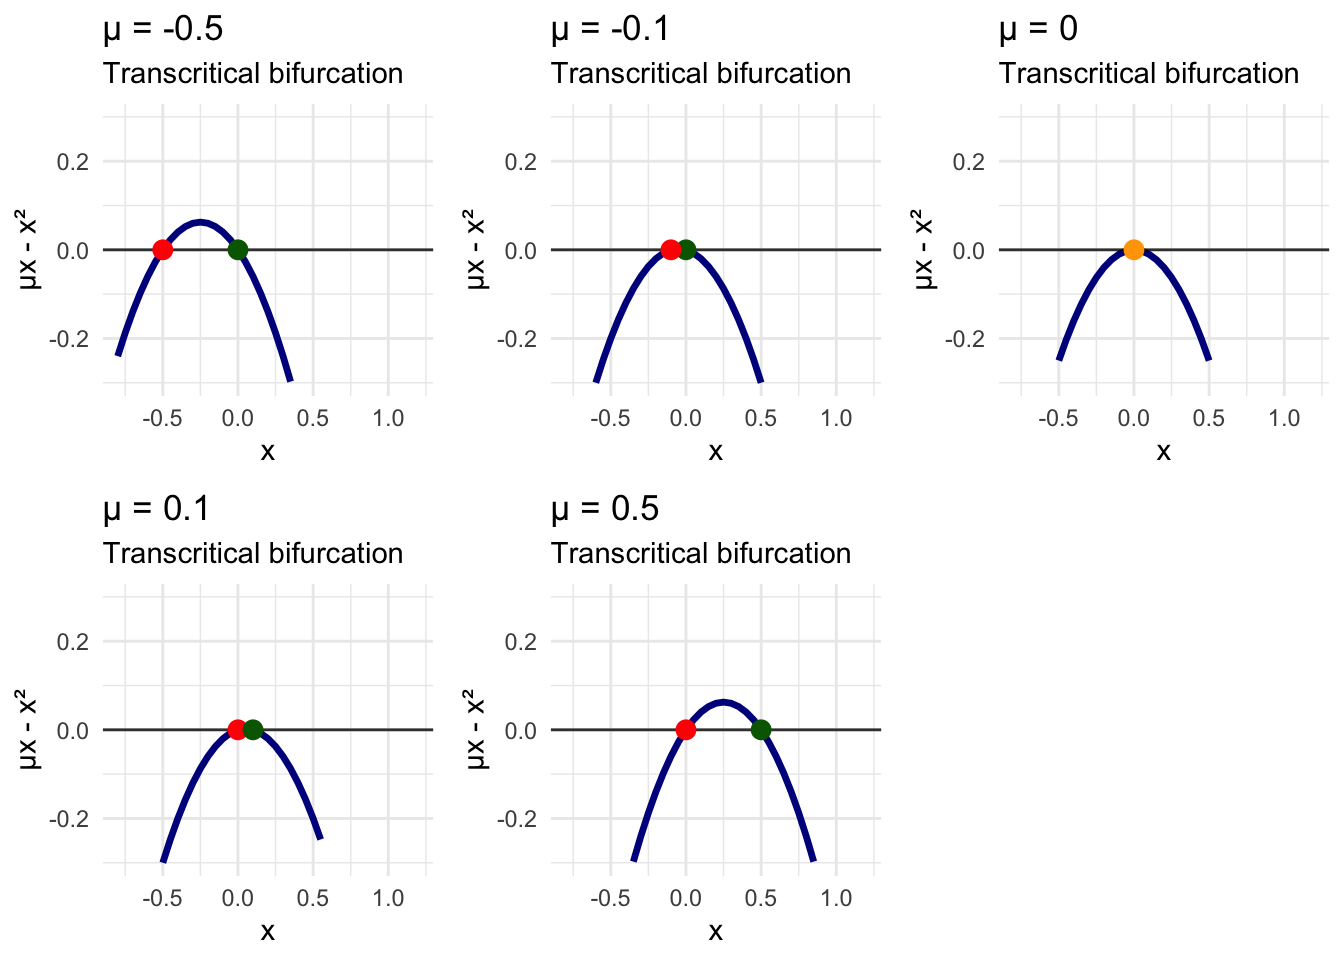 μ = -0.5
Transcritical bifurcation
0.2
0.0
-0.2
μx - x²
-0.5 0.0 0.5 1.0
x
μ = -0.1
Transcritical bifurcation
0.2
0.0
-0.2
μx - x²
-0.5 0.0 0.5 1.0
x
μ = 0
Transcritical bifurcation
0.2
0.0
-0.2
μx - x²
-0.5 0.0 0.5 1.0
x
μ = 0.1
Transcritical bifurcation
0.2
0.0
-0.2
μx - x²
-0.5 0.0 0.5 1.0
x
μ = 0.5
Transcritical bifurcation
0.2
0.0
-0.2
μx - x²
-0.5 0.0 0.5 1.0
x